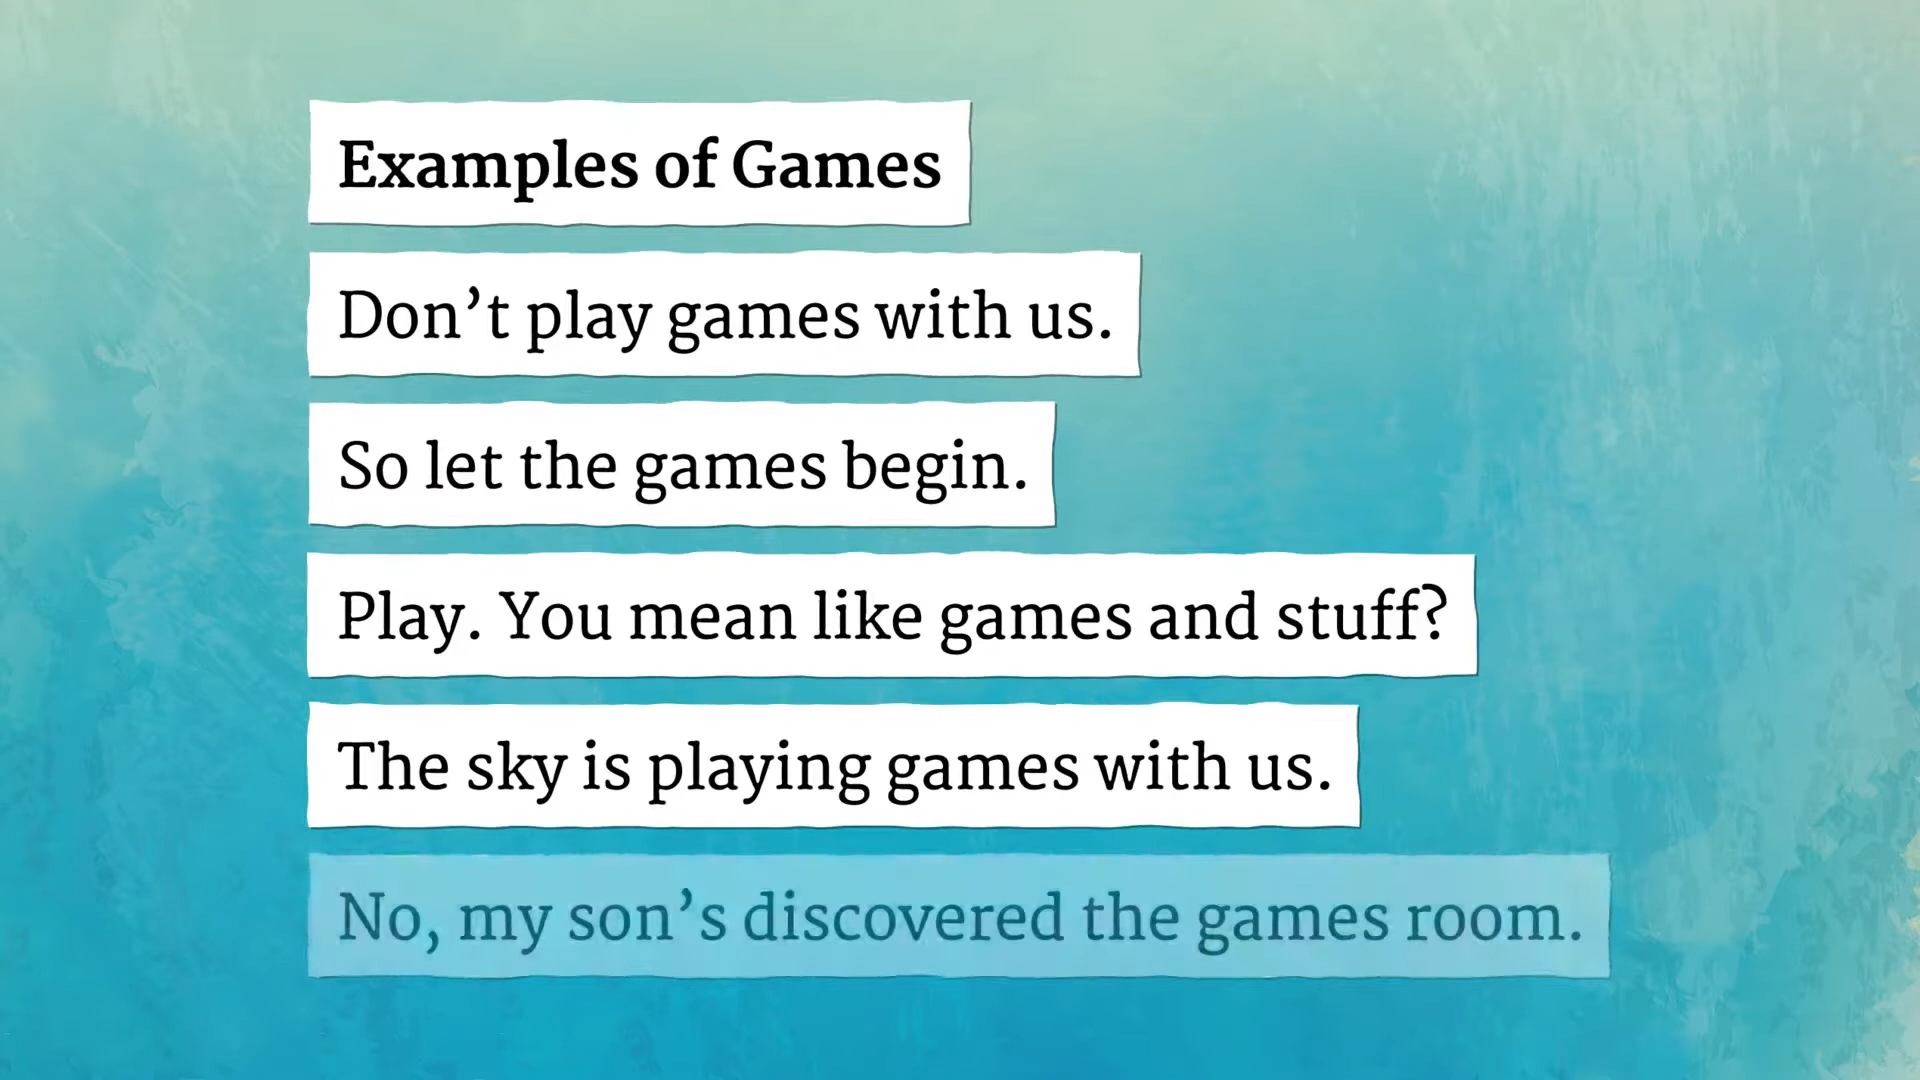 Examples of Games
Don’t play games with us.
So let the games begin.
Play. You mean like games and stuff?
The sky is playing games with us.
No, my son’s discovered the games room.